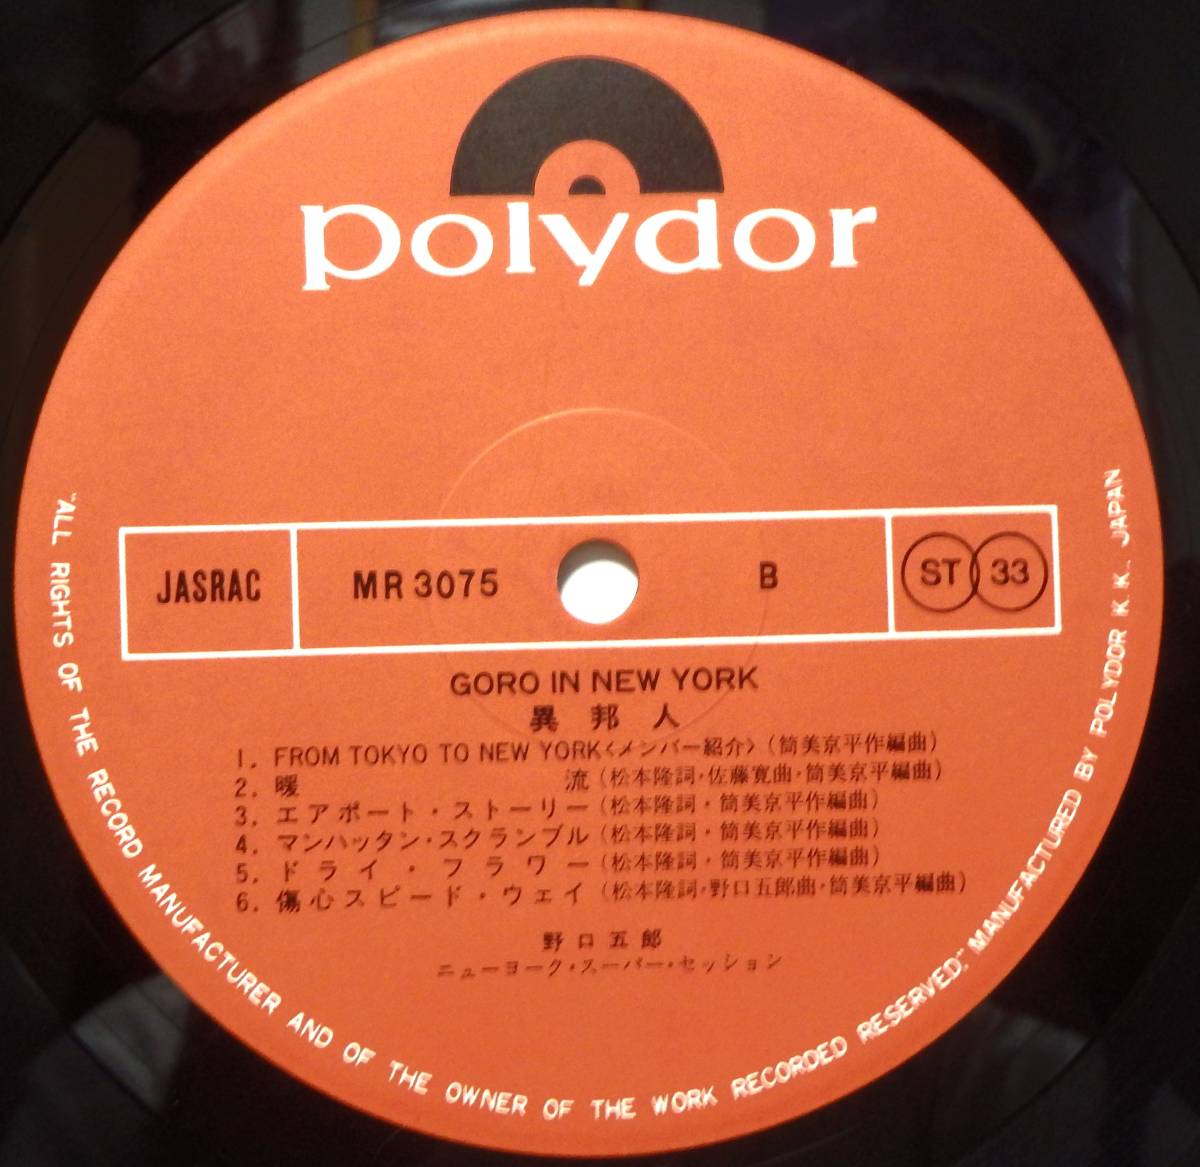 polydor
JASRAC MR 3075 B ST 33
GORO IN NEW YORK
異邦人
1. FROM TOKYO TO NEW YORK<メンバー紹介> (筒美京平作編曲)
2. 暖流 (松本隆詞・佐藤寛曲・筒美京平編曲)
3. エアポート・ストーリー (松本隆詞・筒美京平作編曲)
4. マンハッタン・スクランブル (松本隆詞・筒美京平作編曲)
5. ドライ・フラワー (松本隆詞・筒美京平作編曲)
6. 傷心スピード・ウェイ (松本隆詞・野口五郎曲・筒美京平編曲)
野口五郎
ニューヨーク・スーパー・セッション
"ALL RIGHTS OF THE RECORD MANUFACTURER AND OF THE OWNER OF THE WORK RECORDED RESERVED." MANUFACTURED BY POLYDOR K. K., JAPAN